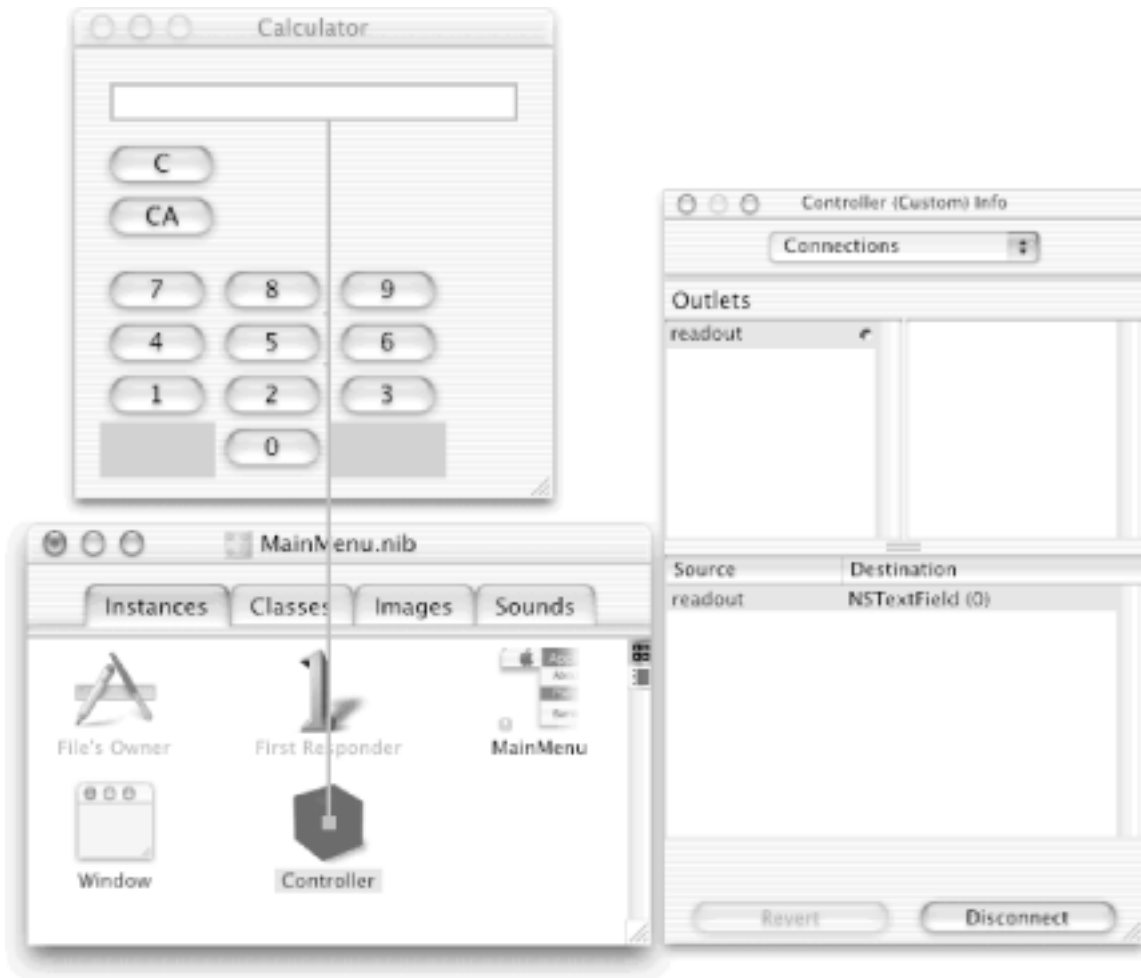 Calculator
C
CA
7 8 9
4 5 6
1 2 3
0
MainMenu.nib
Instances Classes Images Sounds
File's Owner First Responder MainMenu
Window Controller
Controller (Custom) Info
Connections
Outlets
readout
Source Destination
readout NSTextField (0)
Revert Disconnect